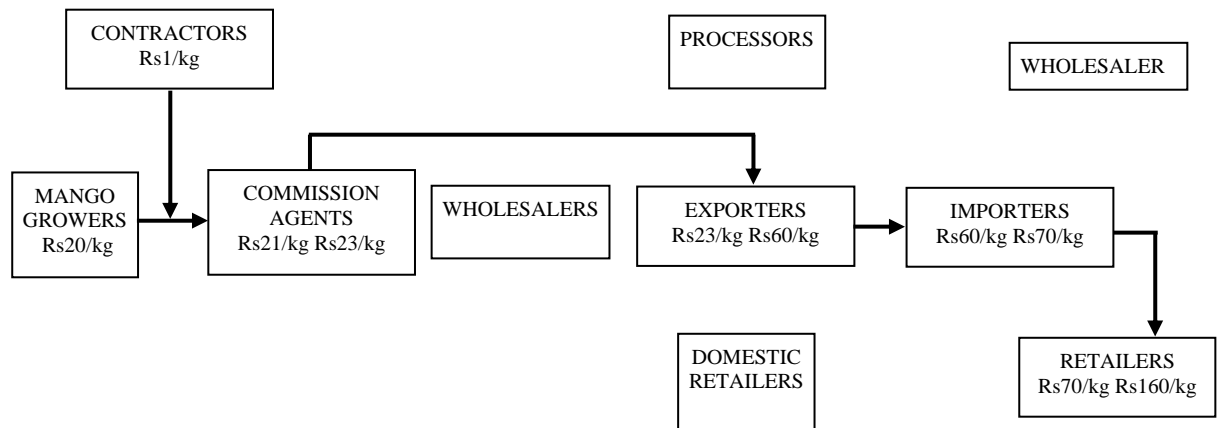 CONTRACTORS
Rs1/kg
PROCESSORS
WHOLESALER
MANGO
GROWERS
Rs20/kg
COMMISSION
AGENTS
Rs21/kg Rs23/kg
WHOLESALERS
EXPORTERS
Rs23/kg Rs60/kg
IMPORTERS
Rs60/kg Rs70/kg
DOMESTIC
RETAILERS
RETAILERS
Rs70/kg Rs160/kg